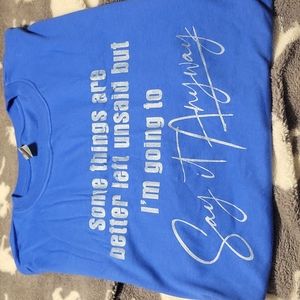 some things are
better left unsaid but
I'm going to
Say it Anyway